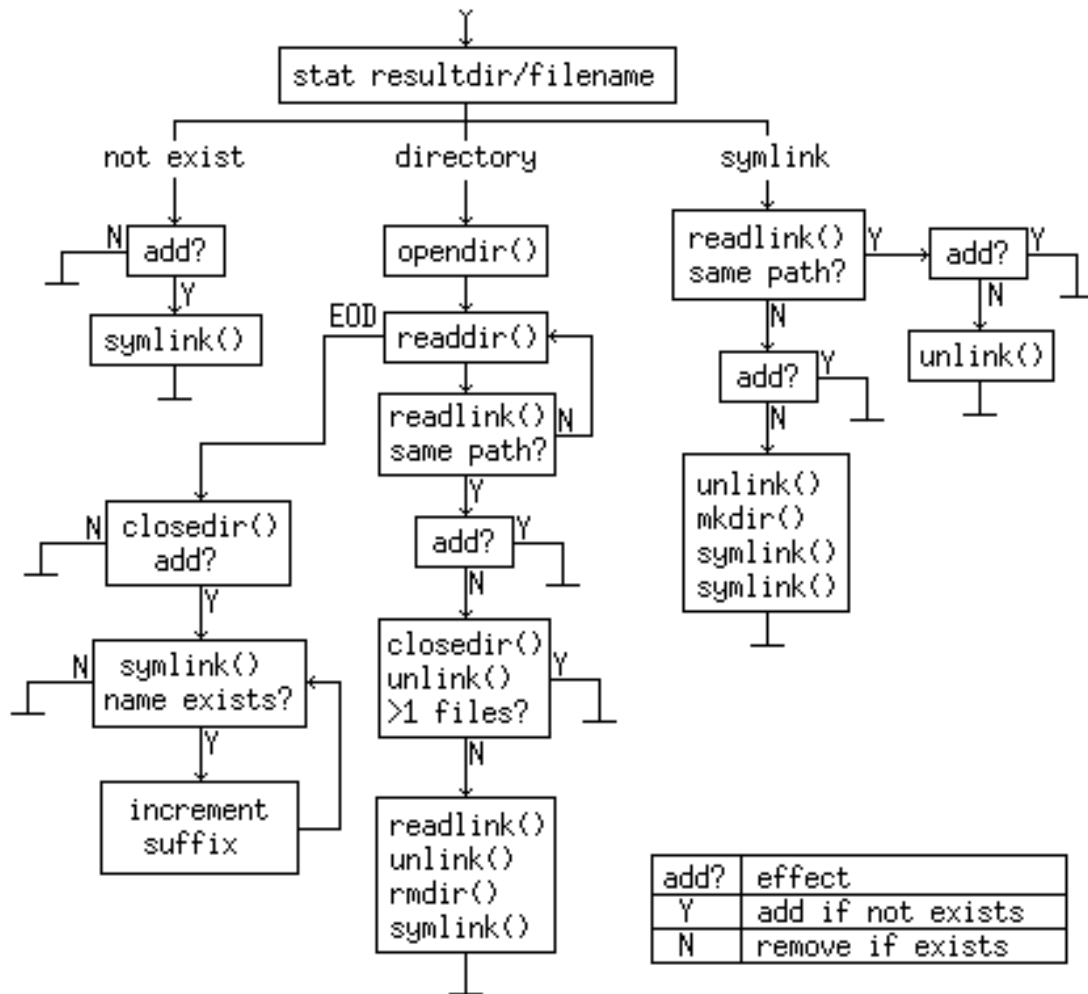 Y
stat resultdir/filename
not exist
directory
symlink
N
add?
Y
symlink()
opendir()
EOD
readdir()
readlink()
same path?
N
Y
add?
Y
N
closedir()
unlink()
>1 files?
Y
N
readlink()
unlink()
rmdir()
symlink()
N
closedir()
add?
Y
N
symlink()
name exists?
Y
increment
suffix
readlink()
same path?
Y
add?
Y
N
unlink()
N
add?
Y
N
unlink()
mkdir()
symlink()
symlink()
add? effect
Y add if not exists
N remove if exists